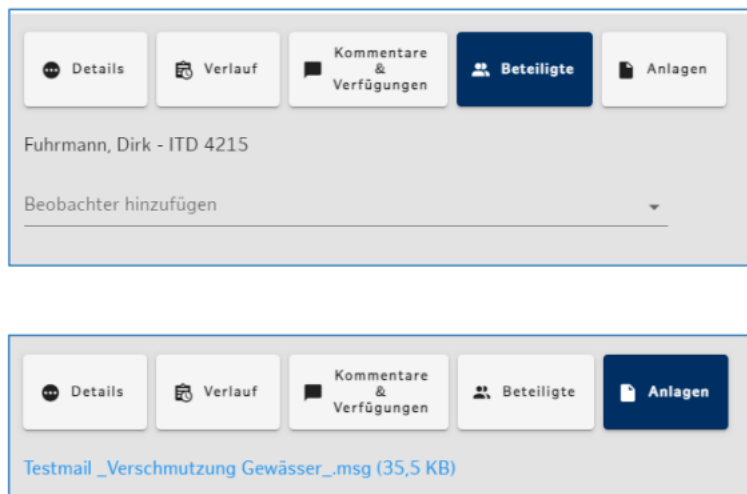 Details
Verlauf
Kommentare
&
Verfügungen
Beteiligte
Anlagen
Fuhrmann, Dirk - ITD 4215
Beobachter hinzufügen
Details
Verlauf
Kommentare
&
Verfügungen
Beteiligte
Anlagen
Testmail _Verschmutzung Gewässer_.msg (35,5 KB)